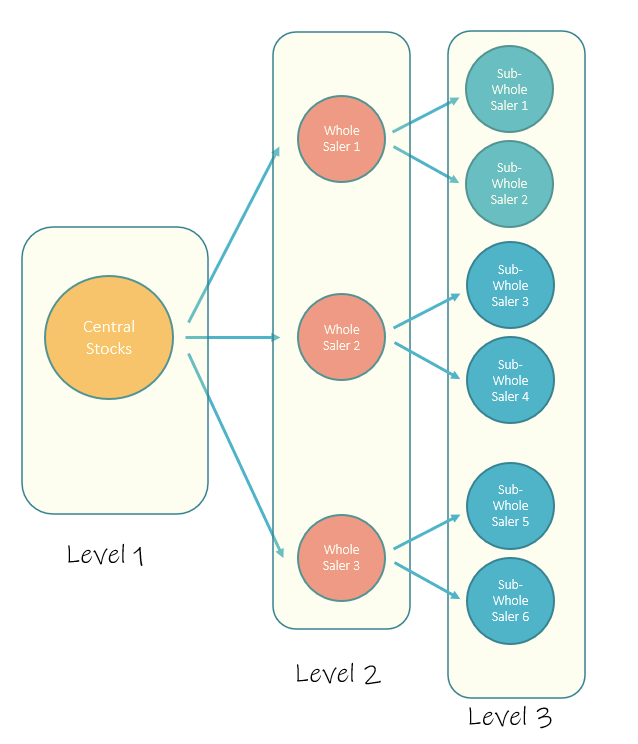 Central
Stocks
Level 1
Whole
Saler 1
Whole
Saler 2
Whole
Saler 3
Level 2
Sub-
Whole
Saler 1
Sub-
Whole
Saler 2
Sub-
Whole
Saler 3
Sub-
Whole
Saler 4
Sub-
Whole
Saler 5
Sub-
Whole
Saler 6
Level 3